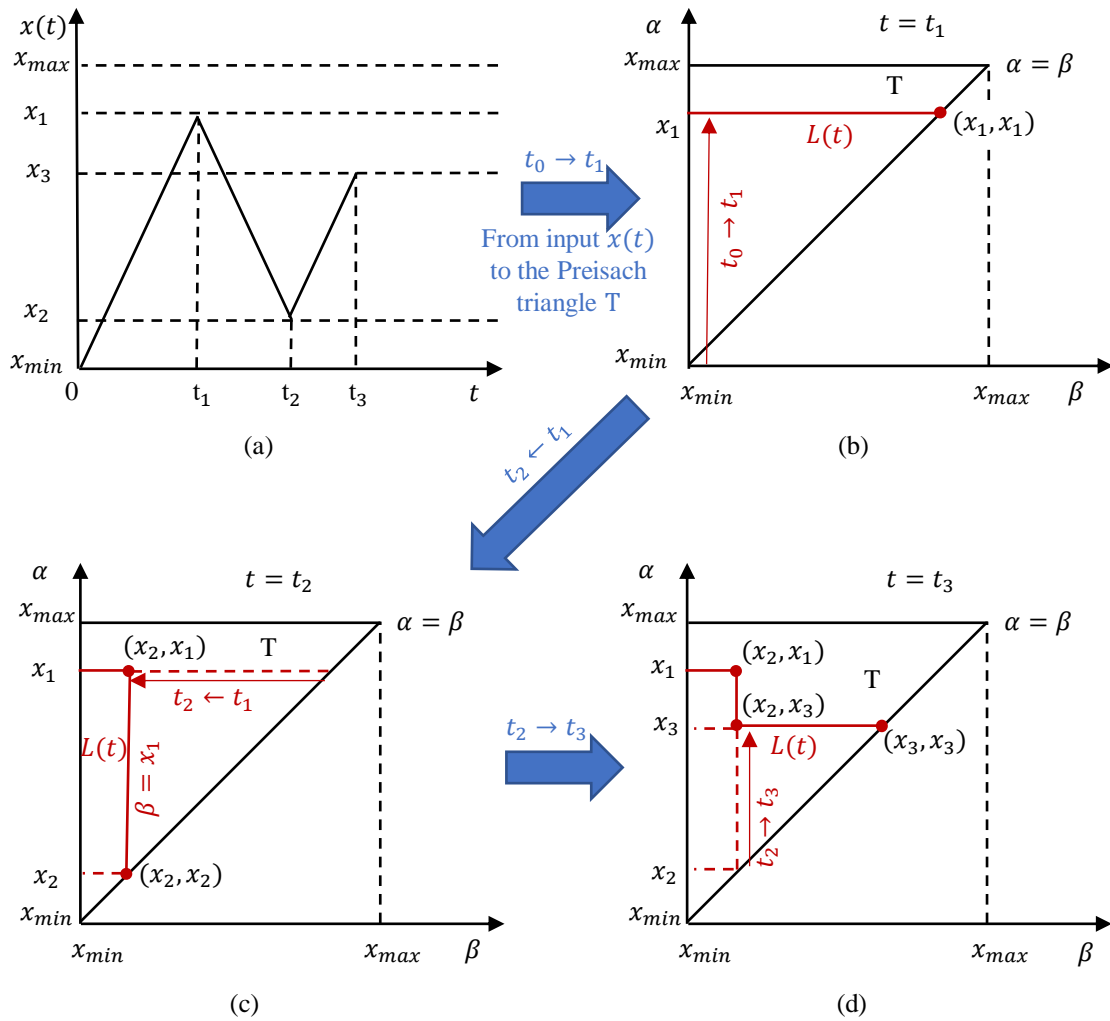 x(t)
x_max
x_1
x_3
x_2
x_min
0
t_1
t_2
t_3
t
(a)
t_0 → t_1
From input x(t)
to the Preisach
triangle T
α
t = t_1
x_max
α = β
T
x_1
L(t)
(x_1, x_1)
t_0 → t_1
x_min
x_min
x_max
β
(b)
t_2 ← t_1
α
t = t_2
x_max
α = β
(x_2, x_1)
T
x_1
t_2 ← t_1
L(t)
β = x_1
x_2
(x_2, x_2)
x_min
x_min
x_max
β
(c)
t_2 → t_3
α
t = t_3
x_max
α = β
x_1
(x_2, x_1)
T
(x_2, x_3)
x_3
L(t)
(x_3, x_3)
t_2 → t_3
x_2
x_min
x_min
x_max
β
(d)